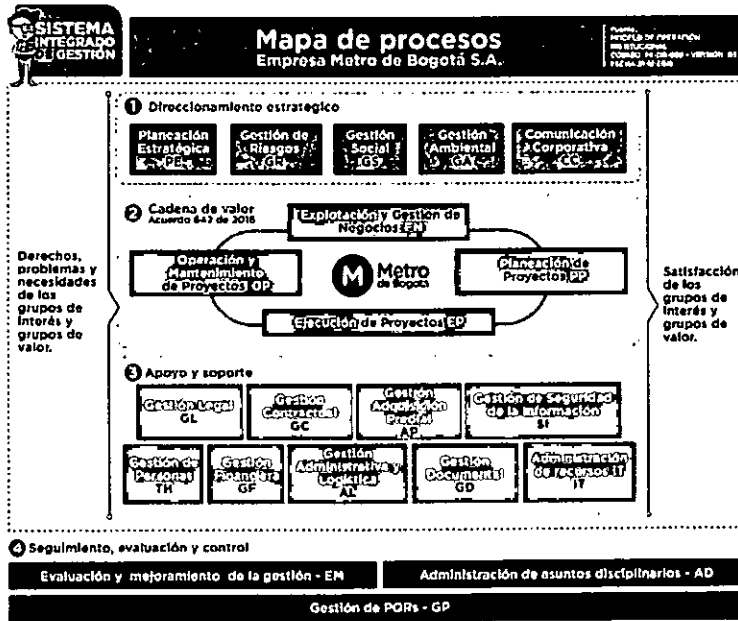 SISTEMA
INTEGRADO
DE GESTIÓN
Mapa de procesos
Empresa Metro de Bogotá S.A.
1 Direccionamiento estratégico
Planeación
Estratégica
PE
Gestión de
Riesgos
GR
Gestión
Social
GS
Gestión
Ambiental
GA
Comunicación
Corporativa
CC
2 Cadena de valor
Explotación y Gestión de
Negocios EN
Operación y
Mantenimiento
de Proyectos OP
M Metro
de Bogotá
Planeación de
Proyectos PP
Ejecución de Proyectos EP
Derechos,
problemas y
necesidades
de los
grupos de
interés y
grupos de
valor.
Satisfacción
de los
grupos de
interés y
grupos de
valor.
3 Apoyo y soporte
Gestión Legal
GL
Gestión
Contractual
GC
Gestión
Adquisición
Predial
AP
Gestión de Seguridad
de la Información
SI
Gestión de
Personas
TH
Gestión
Financiera
GF
Gestión
Administrativa y
Logística
AL
Gestión
Documental
GD
Administración
de recursos IT
IT
4 Seguimiento, evaluación y control
Evaluación y mejoramiento de la gestión - EM
Administración de asuntos disciplinarios - AD
Gestión de PQRs - GP